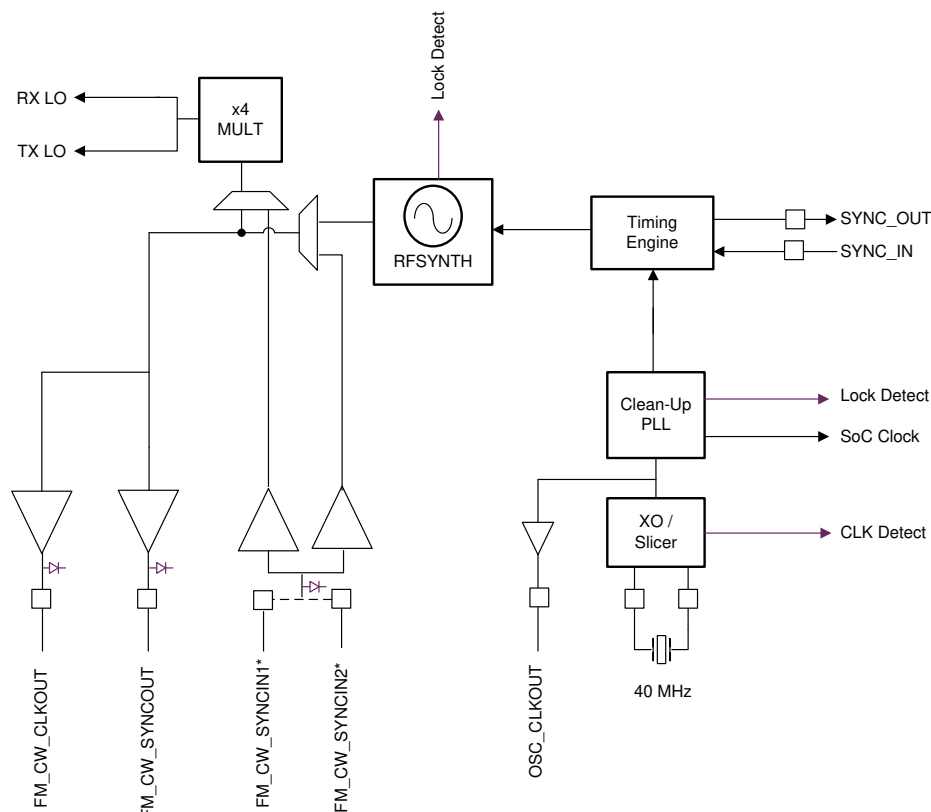 Lock Detect
RX LO
TX LO
x4
MULT
RFSYNTH
Timing
Engine
SYNC_OUT
SYNC_IN
Clean-Up
PLL
Lock Detect
SoC Clock
XO /
Slicer
CLK Detect
40 MHz
FM_CW_CLKOUT
FM_CW_SYNCOUT
FM_CW_SYNCIN1*
FM_CW_SYNCIN2*
OSC_CLKOUT